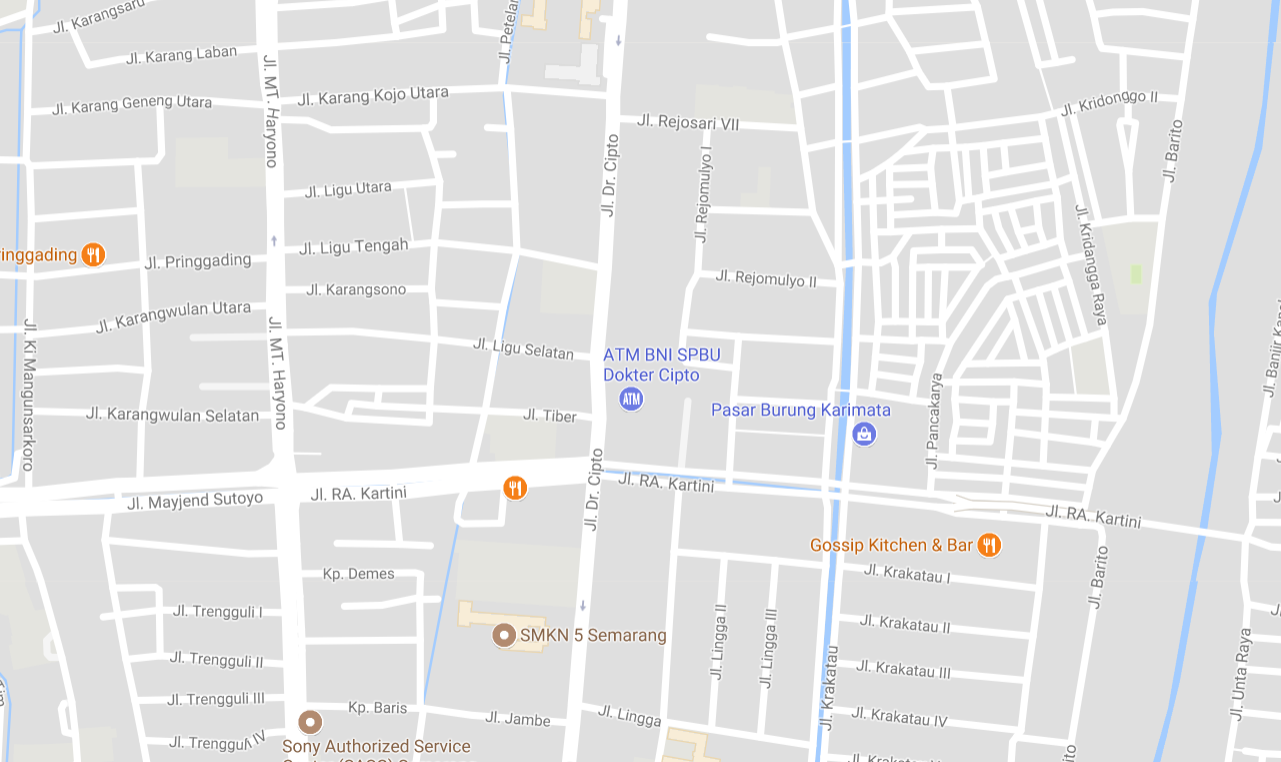 Jl. Karangsaru
Jl. Karang Laban
Jl. Petelan
Jl. MT. Haryono
Jl. Karang Geneng Utara
Jl. Karang Kojo Utara
Jl. Kridonggo II
Jl. Rejosari VII
Jl. Barito
Jl. Dr. Cipto
Jl. Rejomulyo I
Jl. Ligu Utara
Jl. Kridangga Raya
ringgading
Jl. Pringgading
Jl. Ligu Tengah
Jl. Rejomulyo II
Jl. Karangsono
Jl. Karangwulan Utara
Jl. Ki Mangunsarkoro
Jl. MT. Haryono
Jl. Ligu Selatan
ATM BNI SPBU
Dokter Cipto
ATM
Jl. Pancakarya
Jl. Karangwulan Selatan
Jl. Tiber
Pasar Burung Karimata
Jl. Dr. Cipto
Jl. Mayjend Sutoyo
Jl. RA. Kartini
Jl. RA. Kartini
Jl. RA. Kartini
Gossip Kitchen & Bar
Jl. Barito
Kp. Demes
Jl. Krakatau I
Jl. Trengguli I
Jl. Lingga II
Jl. Lingga III
Jl. Krakatau II
SMKN 5 Semarang
Jl. Trengguli II
Jl. Krakatau III
Jl. Krakatau
Jl. Unta Raya
Jl. Trengguli III
Kp. Baris
Jl. Jambe
Jl. Lingga
Jl. Krakatau IV
Jl. Trengguli IV
Sony Authorized Service